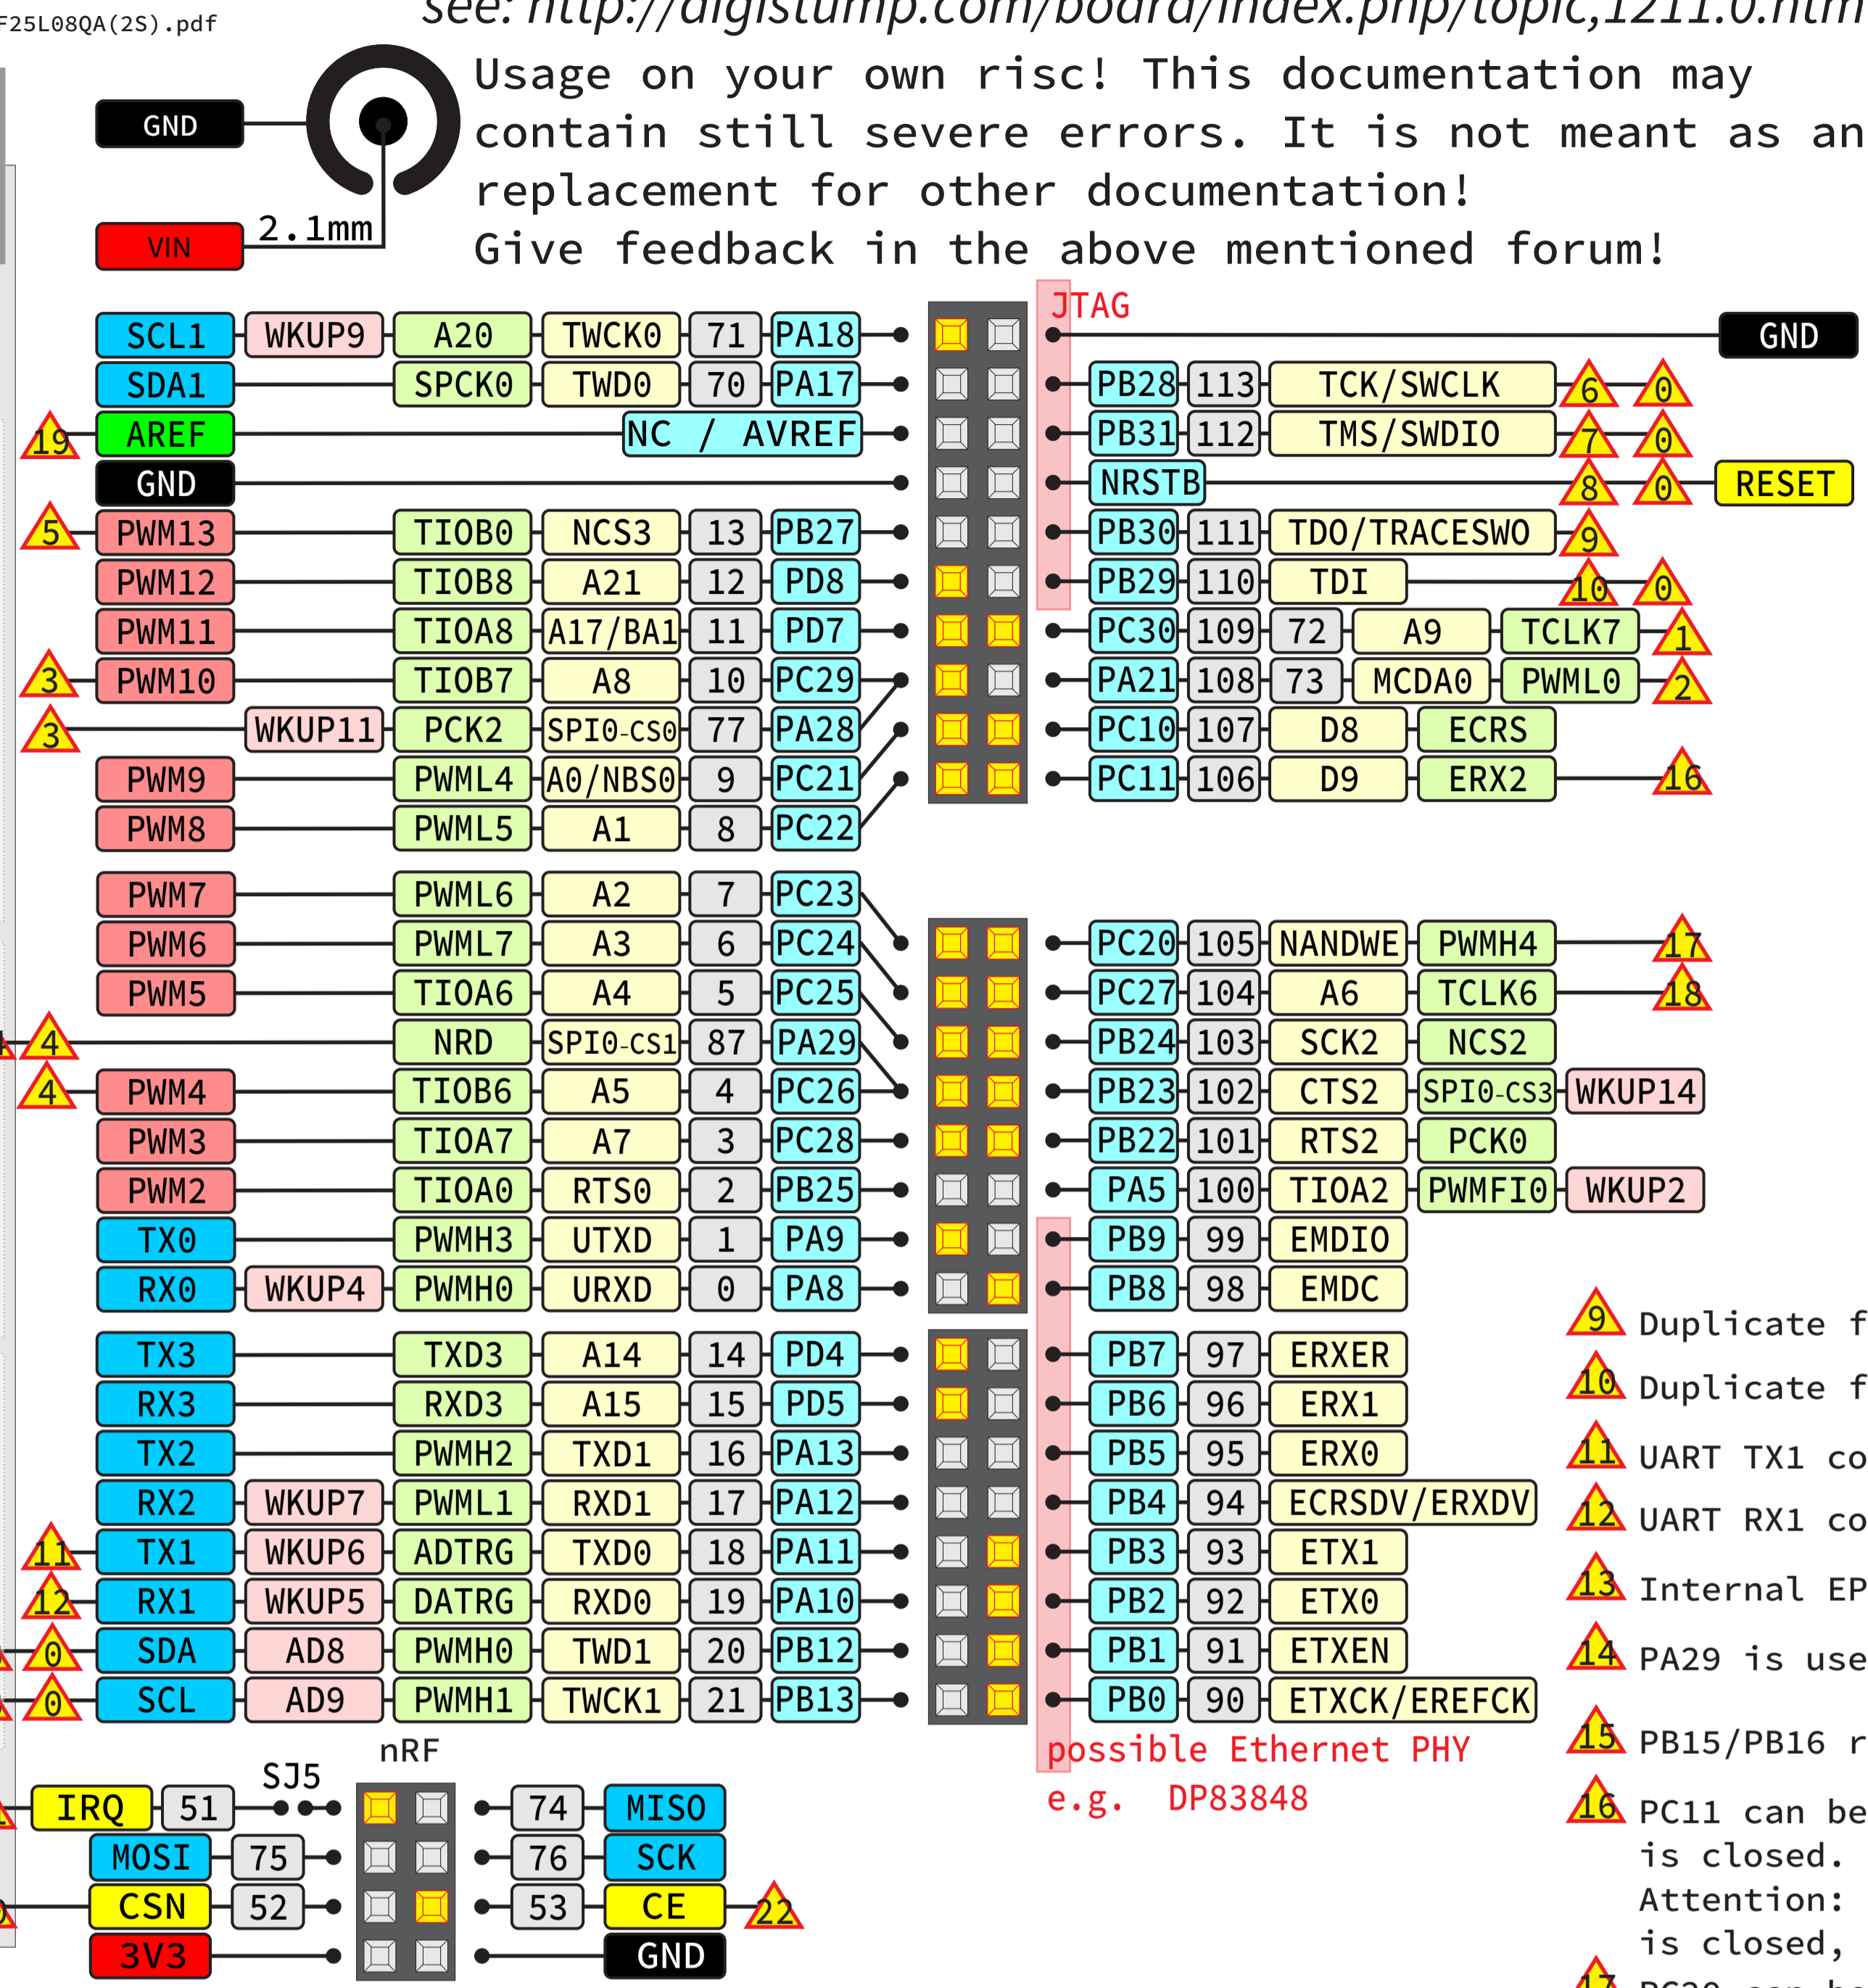 F25L08QA(2S).pdf
see: http://digistump.com/board/index.php/topic,1211.0.htm
Usage on your own risc! This documentation may
contain still severe errors. It is not meant as an
replacement for other documentation!
Give feedback in the above mentioned forum!
GND
VIN 2.1mm
JTAG
SCL1 WKUP9 A20 TWCK0 71 PA18 GND
SDA1 SPCK0 TWD0 70 PA17 PB28 113 TCK/SWCLK 6 0
19 AREF NC / AVREF PB31 112 TMS/SWDIO 7 0
GND NRSTB 8 0 RESET
5 PWM13 TIOB0 NCS3 13 PB27 PB30 111 TDO/TRACESWO 9
PWM12 TIOB8 A21 12 PD8 PB29 110 TDI 10 0
PWM11 TIOA8 A17/BA1 11 PD7 PC30 109 72 A9 TCLK7 1
3 PWM10 TIOB7 A8 10 PC29 PA21 108 73 MCDA0 PWML0 2
3 WKUP11 PCK2 SPI0-CS0 77 PA28 PC10 107 D8 ECRS
PWM9 PWML4 A0/NBS0 9 PC21 PC11 106 D9 ERX2 16
PWM8 PWML5 A1 8 PC22
PWM7 PWML6 A2 7 PC23
PWM6 PWML7 A3 6 PC24 PC20 105 NANDWE PWMH4 17
PWM5 TIOA6 A4 5 PC25 PC27 104 A6 TCLK6 18
4 NRD SPI0-CS1 87 PA29 PB24 103 SCK2 NCS2
4 PWM4 TIOB6 A5 4 PC26 PB23 102 CTS2 SPI0-CS3 WKUP14
PWM3 TIOA7 A7 3 PC28 PB22 101 RTS2 PCK0
PWM2 TIOA0 RTS0 2 PB25 PA5 100 TIOA2 PWMFI0 WKUP2
TX0 PWMH3 UTXD 1 PA9 PB9 99 EMDIO
RX0 WKUP4 PWMH0 URXD 0 PA8 PB8 98 EMDC
TX3 TXD3 A14 14 PD4 PB7 97 ERXER
RX3 RXD3 A15 15 PD5 PB6 96 ERX1
TX2 PWMH2 TXD1 16 PA13 PB5 95 ERX0
RX2 WKUP7 PWML1 RXD1 17 PA12 PB4 94 ECRSDV/ERXDV
11 TX1 WKUP6 ADTRG TXD0 18 PA11 PB3 93 ETX1
12 RX1 WKUP5 DATRG RXD0 19 PA10 PB2 92 ETX0
0 SDA AD8 PWMH0 TWD1 20 PB12 PB1 91 ETXEN
0 SCL AD9 PWMH1 TWCK1 21 PB13 PB0 90 ETXCK/EREFCK
possible Ethernet PHY
e.g. DP83848
nRF
SJ5
IRQ 51 74 MISO
MOSI 75 76 SCK
CSN 52 53 CE 22
3V3 GND
9 Duplicate f
10 Duplicate f
11 UART TX1 co
12 UART RX1 co
13 Internal EP
14 PA29 is use
15 PB15/PB16 r
16 PC11 can be
is closed.
Attention:
is closed,
17